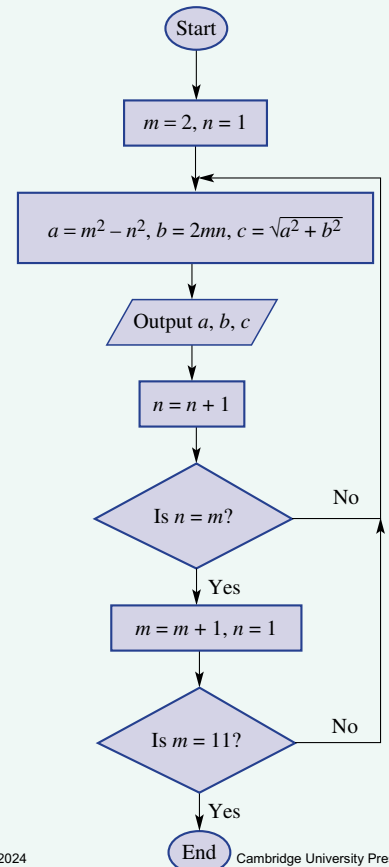 Start
m = 2, n = 1
a = m² – n², b = 2mn, c = √(a² + b²)
Output a, b, c
n = n + 1
Is n = m?
No
Yes
m = m + 1, n = 1
Is m = 11?
No
Yes
End
2024
Cambridge University Pre